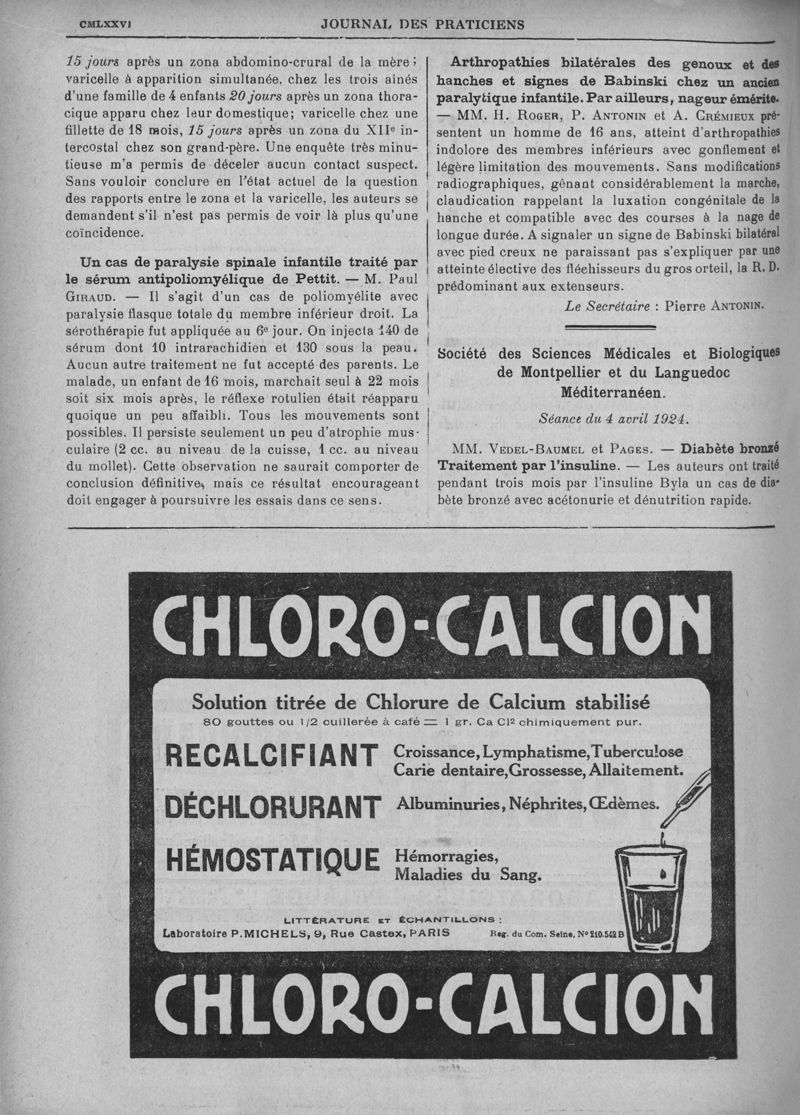 CMLXXVI
JOURNAL DES PRATICIENS
15 jours après un zona abdomino-crural de la mère;
varicelle à apparition simultanée, chez les trois ainés
d'une famille de 4 enfants 20 jours après un zona thora-
cique apparu chez leur domestique; varicelle chez une
fillette de 18 mois, 15 jours après un zona du XIIe in-
tercostal chez son grand-père. Une enquête très minu-
tieuse m'a permis de déceler aucun contact suspect.
Sans vouloir conclure en l'état actuel de la question
des rapports entre le zona et la varicelle, les auteurs se
demandent s'il n'est pas permis de voir là plus qu'une
coïncidence.
Un cas de paralysie spinale infantile traité par
le sérum antipoliomyélique de Pettit. — M. Paul
GIRAUD. — Il s'agit d'un cas de poliomyélite avec
paralysie flasque totale du membre inférieur droit. La
sérothérapie fut appliquée au 6e jour. On injecta 140 de
sérum dont 10 intrarachidien et 130 sous la peau.
Aucun autre traitement ne fut accepté des parents. Le
malade, un enfant de 16 mois, marchait seul à 22 mois
soit six mois après, le réflexe rotulien était réapparu
quoique un peu affaibli. Tous les mouvements sont
possibles. Il persiste seulement un peu d'atrophie mus-
culaire (2 cc. au niveau de la cuisse, 1 cc. au niveau
du mollet). Cette observation ne saurait comporter de
conclusion définitive, mais ce résultat encourageant
doit engager à poursuivre les essais dans ce sens.
Arthropathies bilatérales des genoux et des
hanches et signes de Babinski chez un ancien
paralytique infantile. Par ailleurs, nageur émérite.
— MM. H. ROGER, P. ANTONIN et A. CRÉMIEUX pré-
sentent un homme de 16 ans, atteint d'arthropathies
indolore des membres inférieurs avec gonflement et
légère limitation des mouvements. Sans modifications
radiographiques, gênant considérablement la marche,
claudication rappelant la luxation congénitale de la
hanche et compatible avec des courses à la nage de
longue durée. A signaler un signe de Babinski bilatéral
avec pied creux ne paraissant pas s'expliquer par une
atteinte élective des fléchisseurs du gros orteil, la R. D.
prédominant aux extenseurs.
Le Secrétaire : Pierre ANTONIN.
Société des Sciences Médicales et Biologiques
de Montpellier et du Languedoc
Méditerranéen.
Séance du 4 avril 1924.
MM. VEDEL-BAUMEL et PAGES. — Diabète bronzé
Traitement par l'insuline. — Les auteurs ont traité
pendant trois mois par l'insuline Byla un cas de dia-
bète bronzé avec acétonurie et dénutrition rapide.
CHLORO-CALCION
Solution titrée de Chlorure de Calcium stabilisé
80 gouttes ou 1/2 cuillerée à café = 1 gr. Ca Cl² chimiquement pur.
RECALCIFIANT Croissance, Lymphatisme, Tuberculose
Carie dentaire, Grossesse, Allaitement.
DÉCHLORURANT Albuminuries, Néphrites, Œdèmes.
HÉMOSTATIQUE Hémorragies,
Maladies du Sang.
LITTÉRATURE ET ÉCHANTILLONS :
Laboratoire P. MICHELS, 9, Rue Castex, PARIS Reg. du Com. Seine, Nº 210.542 B
CHLORO-CALCION